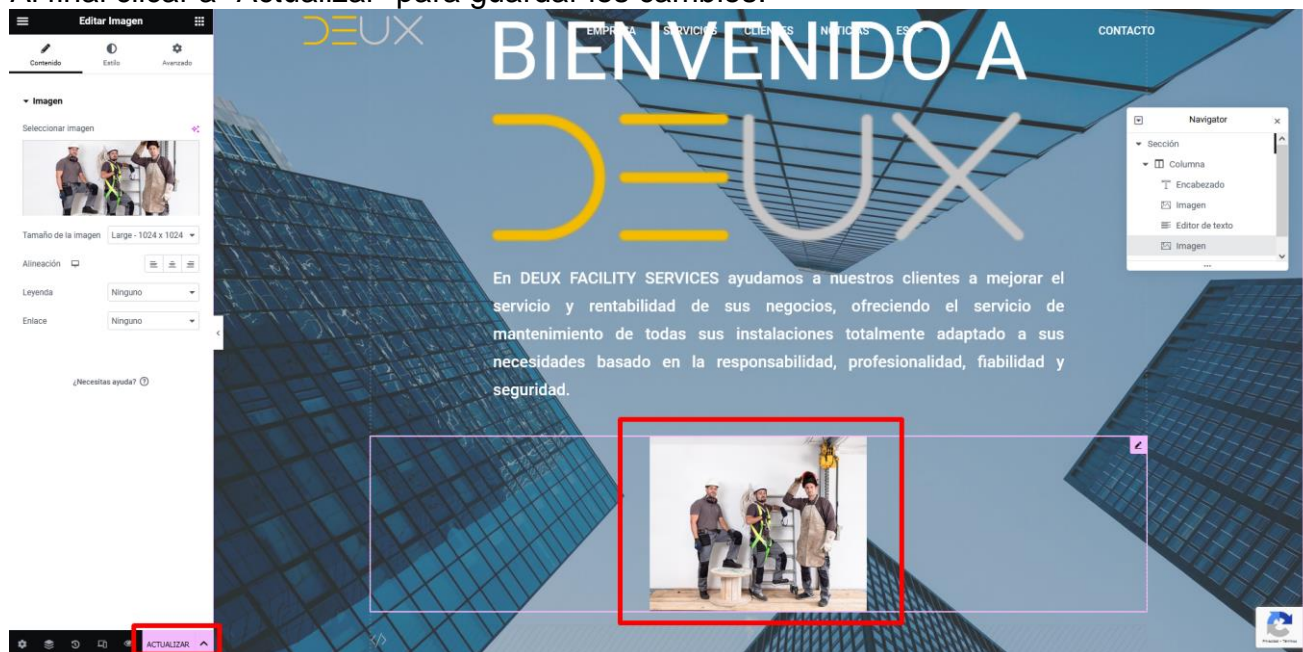 Al final clicar a "Actualizar" para guardar los cambios.
Editar Imagen
Contenido
Estilo
Avanzado
Imagen
Seleccionar imagen
Tamaño de la imagen
Large - 1024 x 1024
Alineación
Leyenda
Ninguno
Enlace
Ninguno
¿Necesitas ayuda?
ACTUALIZAR
DEUX
EMPRESA SERVICIOS CLIENTES NOTICIAS ES
CONTACTO
BIENVENIDO A
DEUX
En DEUX FACILITY SERVICES ayudamos a nuestros clientes a mejorar el
servicio y rentabilidad de sus negocios, ofreciendo el servicio de
mantenimiento de todas sus instalaciones totalmente adaptado a sus
necesidades basado en la responsabilidad, profesionalidad, fiabilidad y
seguridad.
Navigator
Sección
Columna
Encabezado
Imagen
Editor de texto
Imagen